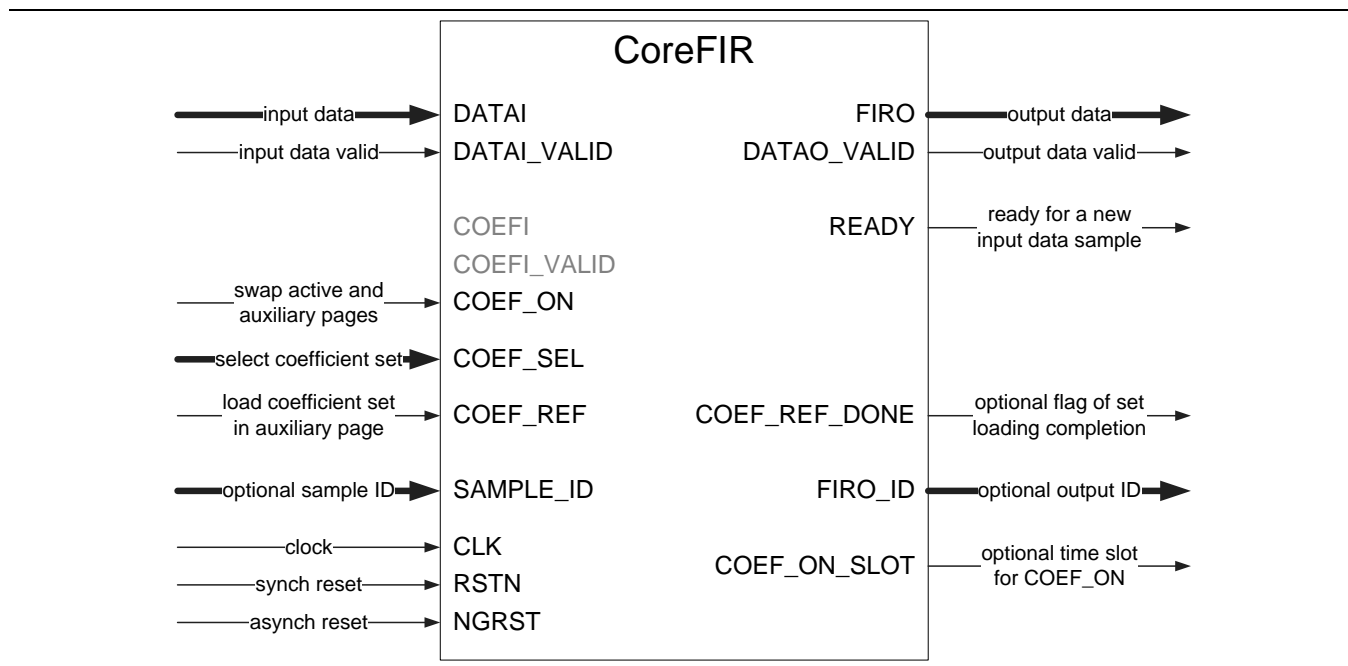 CoreFIR
input data
DATAI
FIRO
output data
input data valid
DATAI_VALID
DATAO_VALID
output data valid
COEFI
READY
ready for a new
input data sample
COEFI_VALID
swap active and
auxiliary pages
COEF_ON
select coefficient set
COEF_SEL
load coefficient set
in auxiliary page
COEF_REF
COEF_REF_DONE
optional flag of set
loading completion
optional sample ID
SAMPLE_ID
FIRO_ID
optional output ID
clock
CLK
COEF_ON_SLOT
optional time slot
for COEF_ON
synch reset
RSTN
asynch reset
NGRST